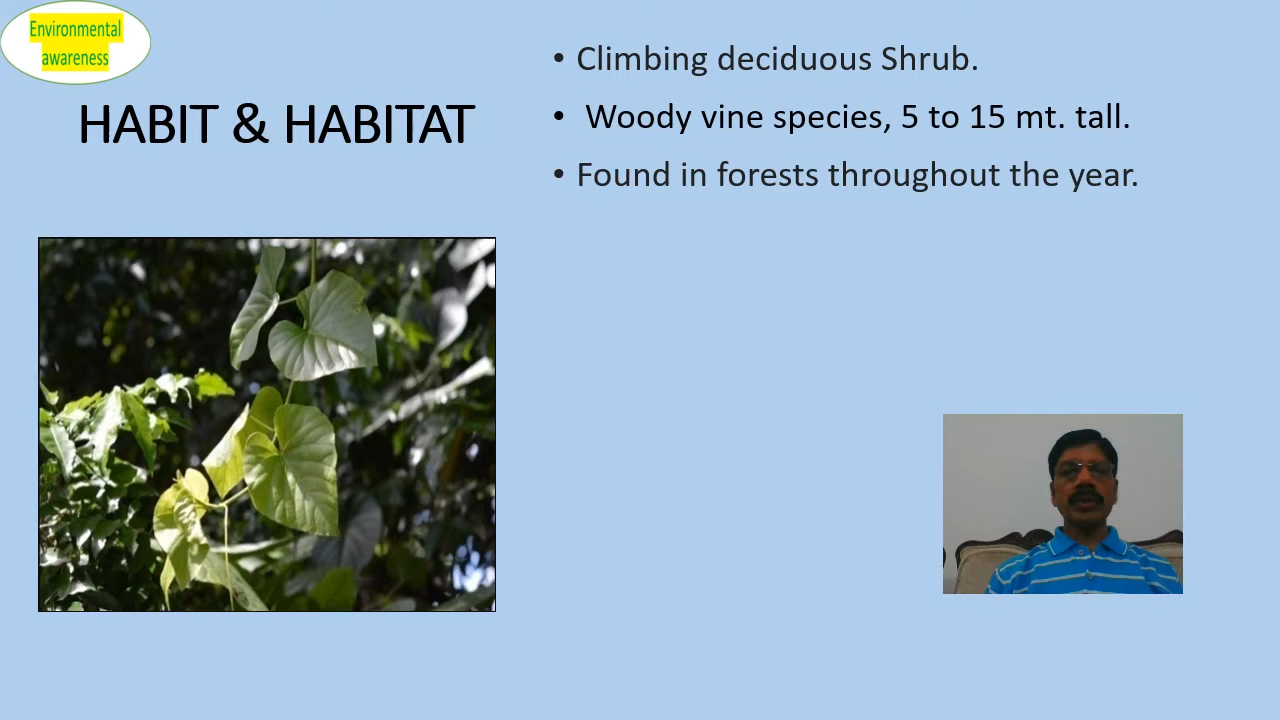 Environmental
awareness
HABIT & HABITAT
• Climbing deciduous Shrub.
• Woody vine species, 5 to 15 mt. tall.
• Found in forests throughout the year.